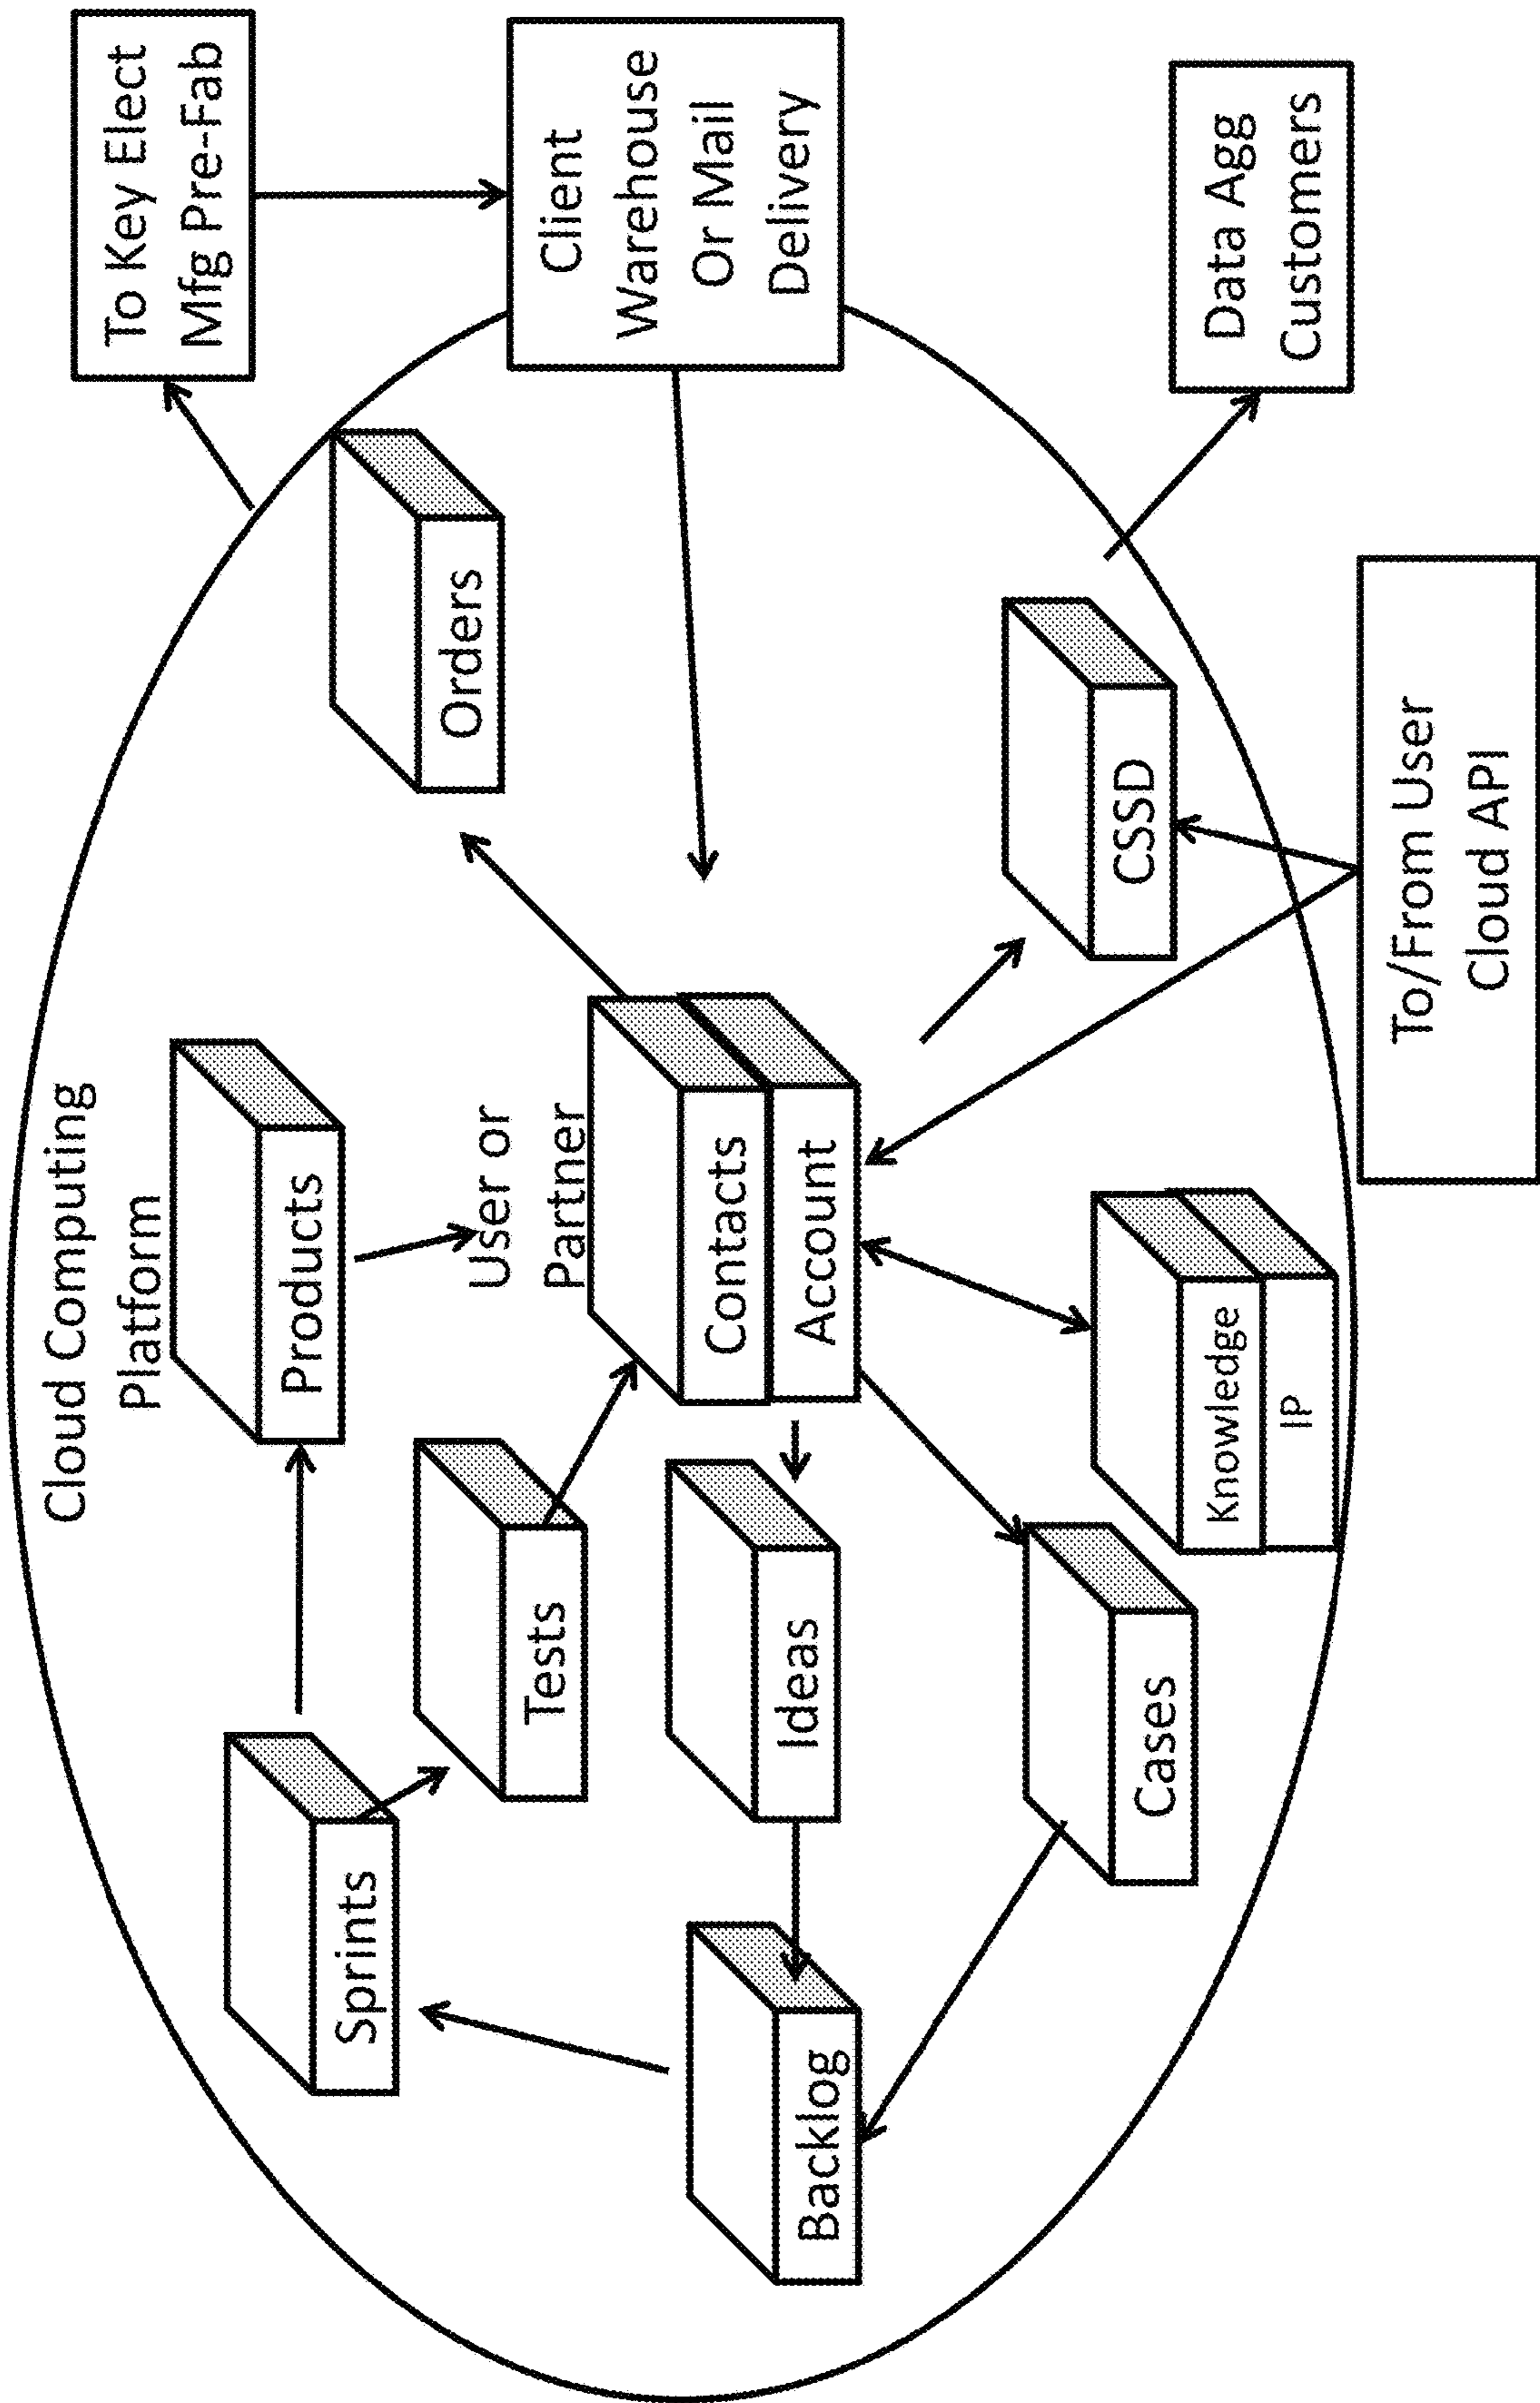 Cloud Computing
Platform
To Key Elect
Mfg Pre-Fab
Sprints
Products
Orders
Tests
User or
Partner
Client
Warehouse
Or Mail
Delivery
Contacts
Account
Backlog
Ideas
CSSD
Cases
Knowledge
IP
Data Agg
Customers
To/From User
Cloud API